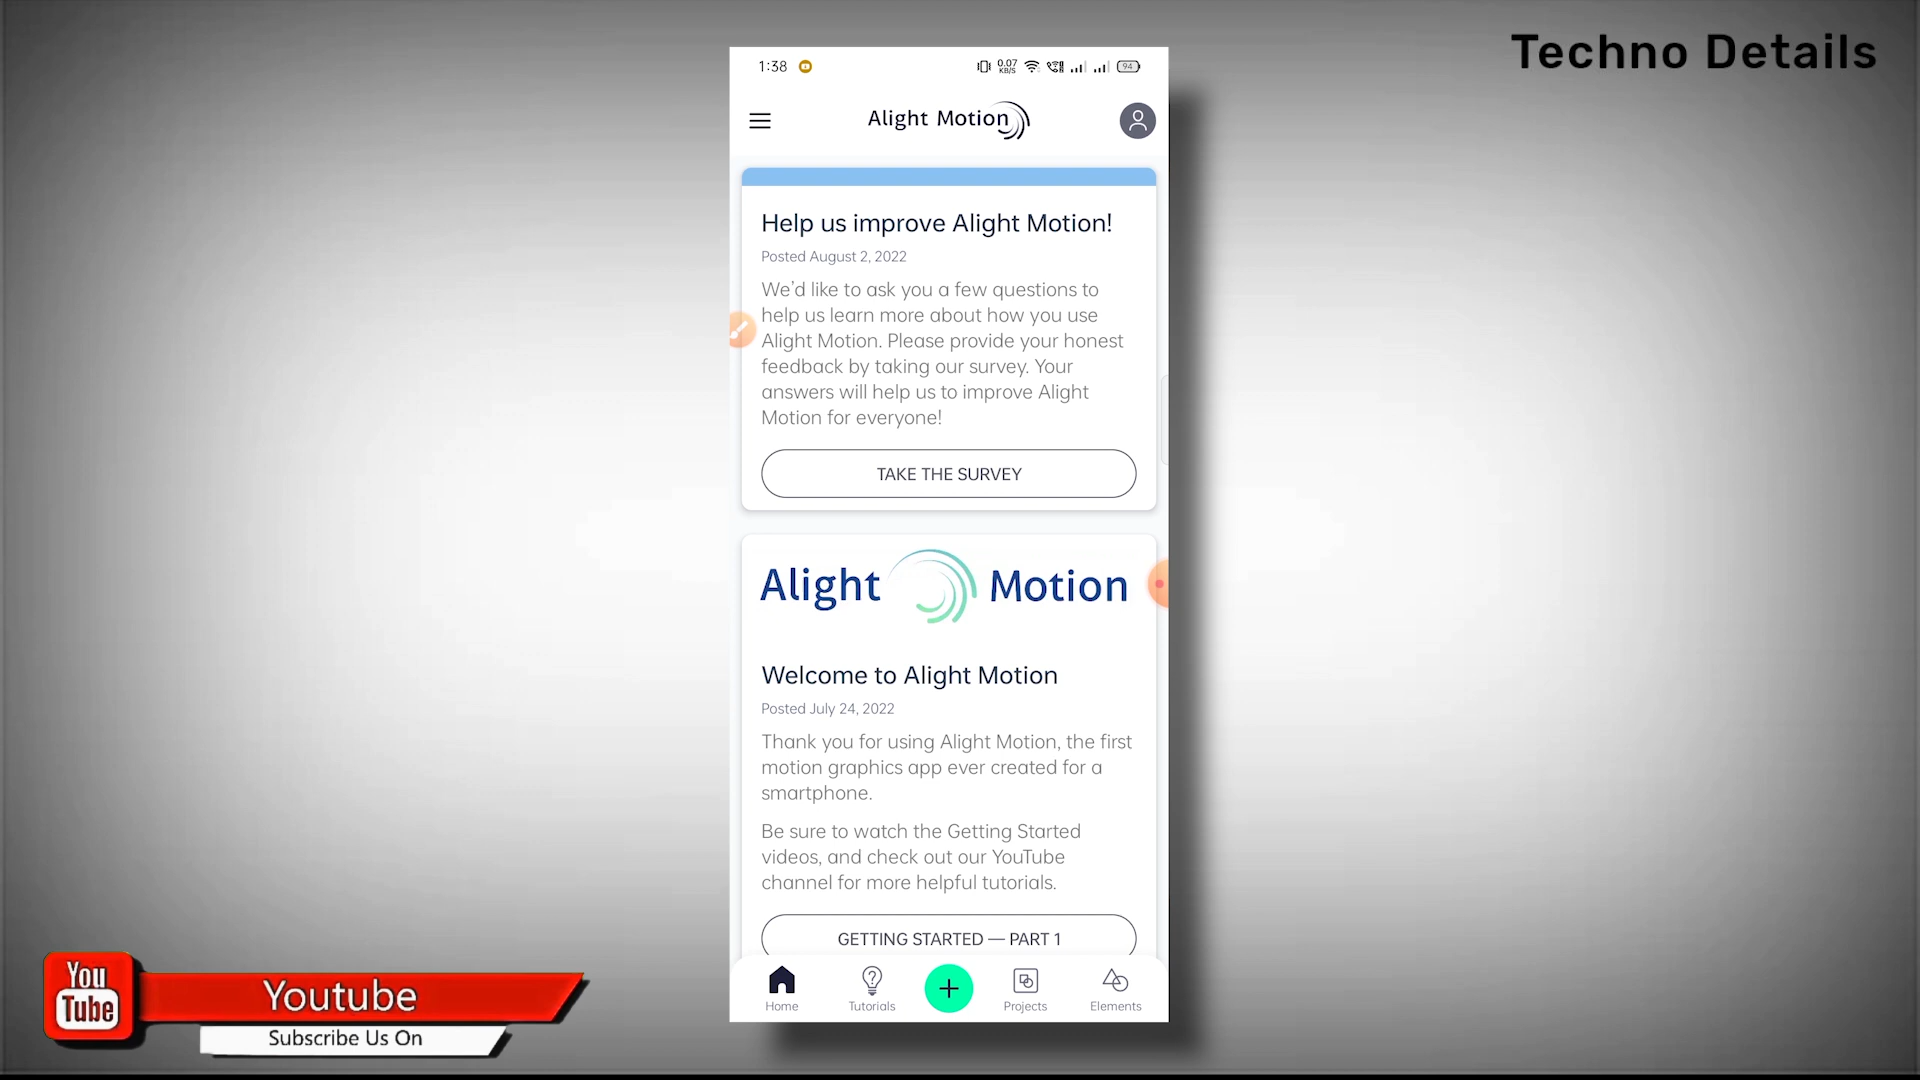 Techno Details
1:38
0.07
KB/S
94
Alight Motion
Help us improve Alight Motion!
Posted August 2, 2022
We'd like to ask you a few questions to
help us learn more about how you use
Alight Motion. Please provide your honest
feedback by taking our survey. Your
answers will help us to improve Alight
Motion for everyone!
TAKE THE SURVEY
Alight Motion
Welcome to Alight Motion
Posted July 24, 2022
Thank you for using Alight Motion, the first
motion graphics app ever created for a
smartphone.
Be sure to watch the Getting Started
videos, and check out our YouTube
channel for more helpful tutorials.
GETTING STARTED — PART 1
Home
Tutorials
Projects
Elements
You
Tube
Youtube
Subscribe Us On